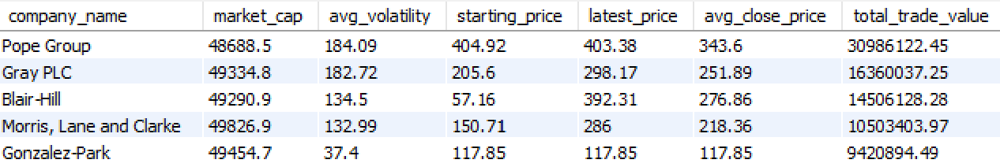 company_name market_cap avg_volatility starting_price latest_price avg_close_price total_trade_value
Pope Group 48688.5 184.09 404.92 403.38 343.6 30986122.45
Gray PLC 49334.8 182.72 205.6 298.17 251.89 16360037.25
Blair-Hill 49290.9 134.5 57.16 392.31 276.86 14506128.28
Morris, Lane and Clarke 49826.9 132.99 150.71 286 218.36 10503403.97
Gonzalez-Park 49454.7 37.4 117.85 117.85 117.85 9420894.49